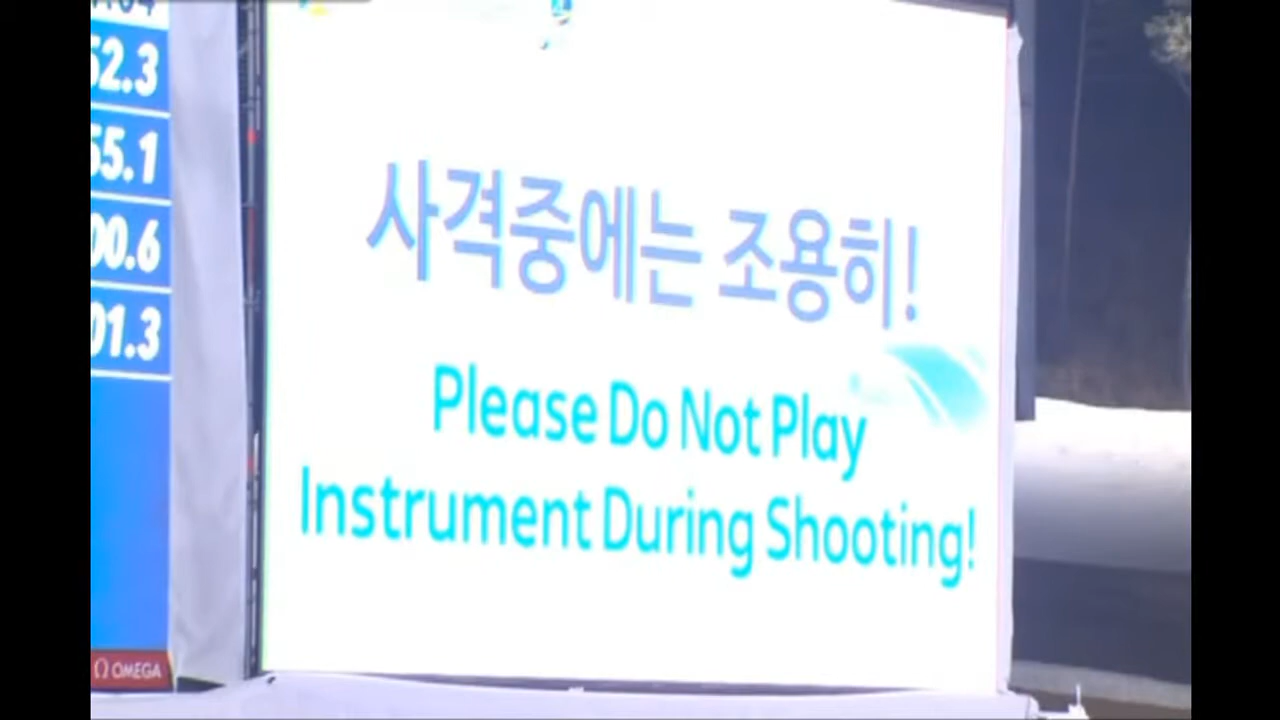 52.3
55.1
00.6
01.3
Ω OMEGA
사격중에는 조용히!
Please Do Not Play
Instrument During Shooting!